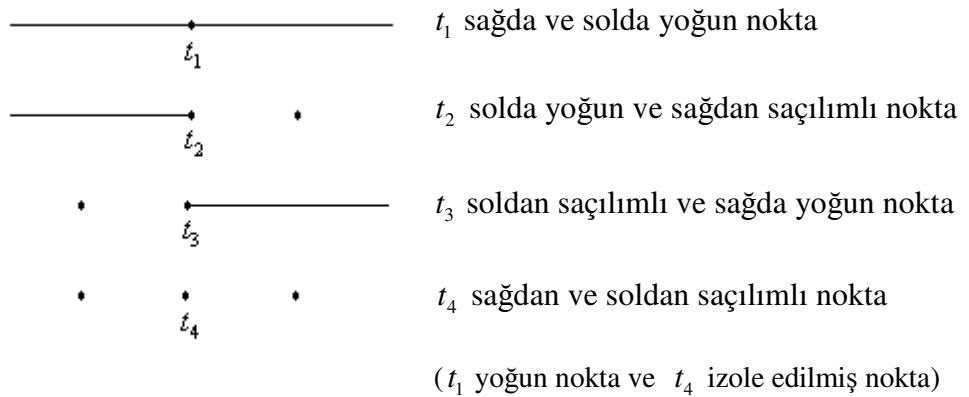 t₁ t₁ sağda ve solda yoğun nokta
t₂ t₂ solda yoğun ve sağdan saçılımlı nokta
t₃ t₃ soldan saçılımlı ve sağda yoğun nokta
t₄ t₄ sağdan ve soldan saçılımlı nokta
(t₁ yoğun nokta ve t₄ izole edilmiş nokta)